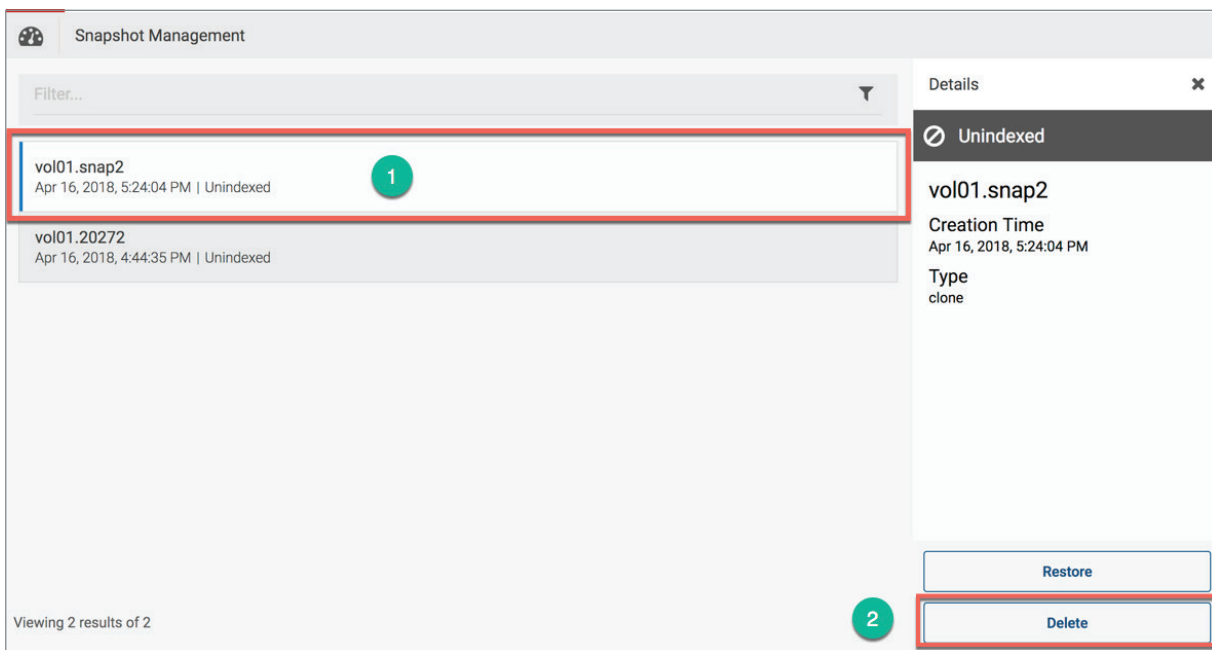 Snapshot Management
Filter...
vol01.snap2
Apr 16, 2018, 5:24:04 PM | Unindexed
1
vol01.20272
Apr 16, 2018, 4:44:35 PM | Unindexed
Viewing 2 results of 2
Details
Unindexed
vol01.snap2
Creation Time
Apr 16, 2018, 5:24:04 PM
Type
clone
Restore
2
Delete